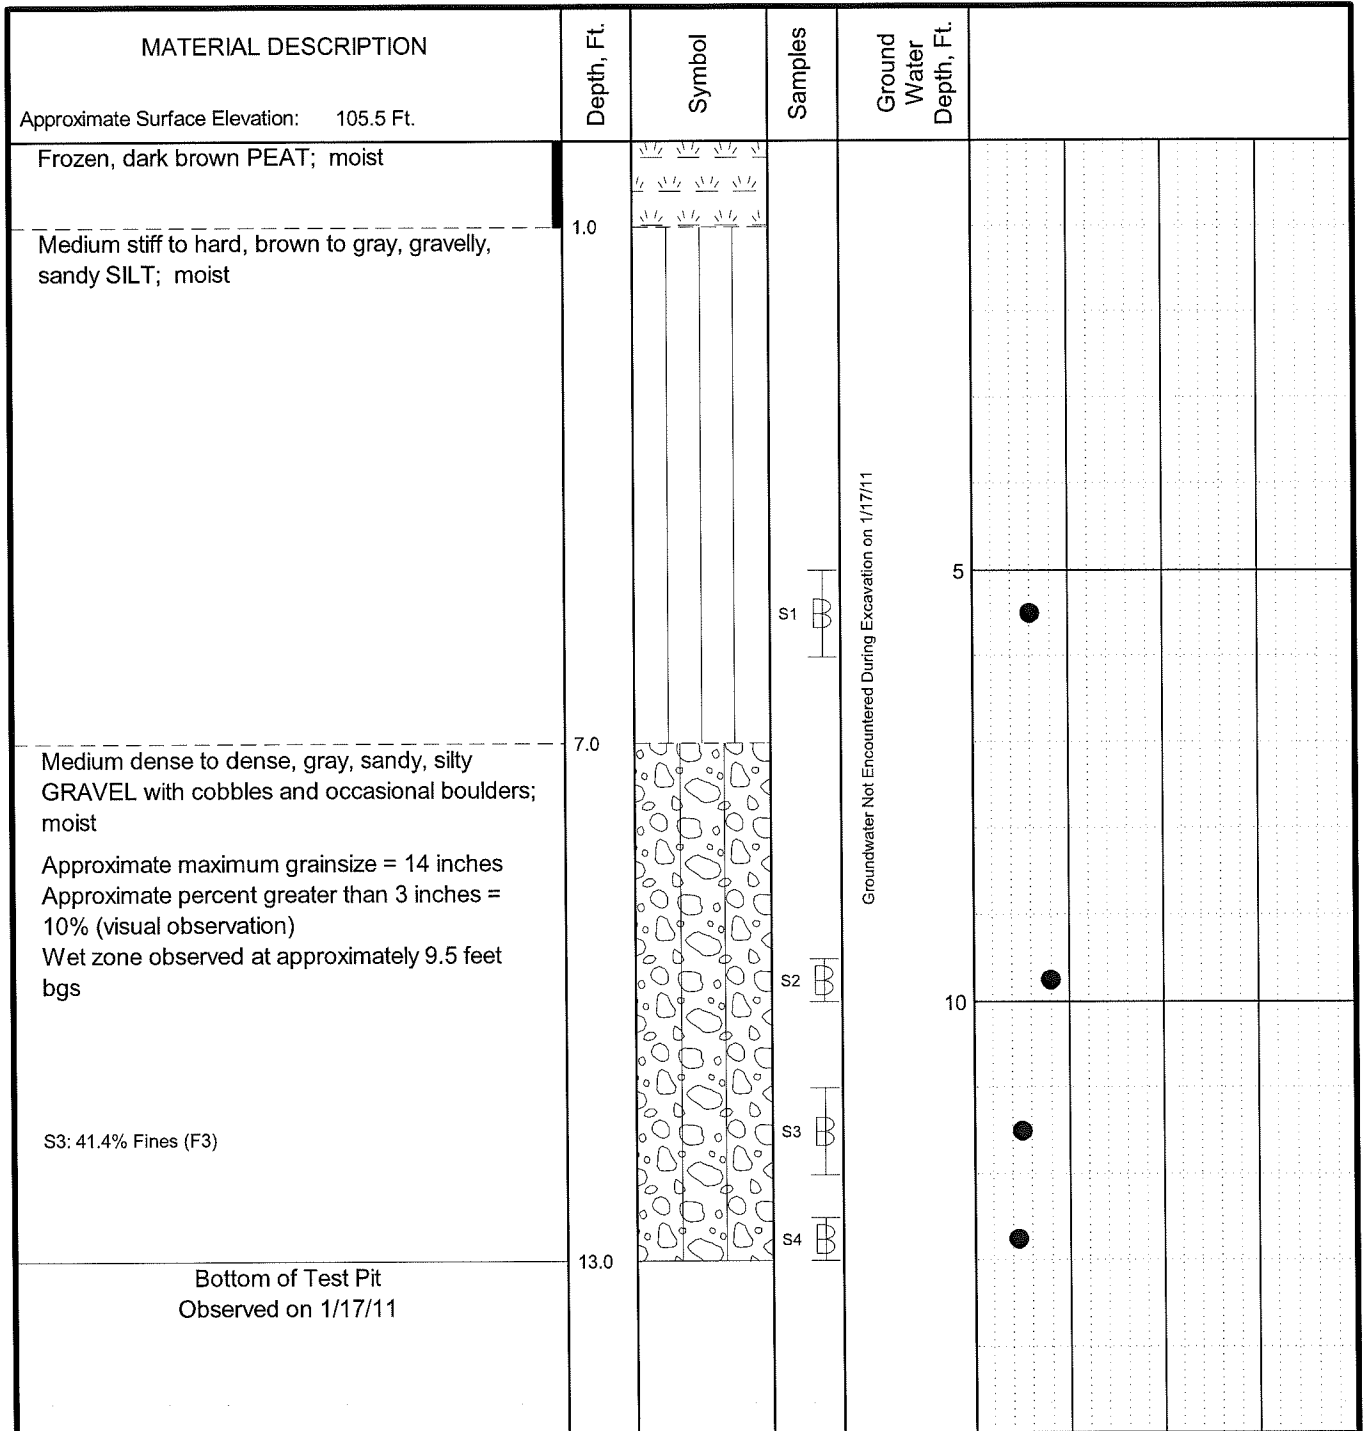 MATERIAL DESCRIPTION
Approximate Surface Elevation: 105.5 Ft.
Depth, Ft.
Symbol
Samples
Ground
Water
Depth, Ft.
Frozen, dark brown PEAT; moist
1.0
Medium stiff to hard, brown to gray, gravelly,
sandy SILT; moist
Groundwater Not Encountered During Excavation on 1/17/11
5
S1
B
7.0
Medium dense to dense, gray, sandy, silty
GRAVEL with cobbles and occasional boulders;
moist
Approximate maximum grainsize = 14 inches
Approximate percent greater than 3 inches =
10% (visual observation)
Wet zone observed at approximately 9.5 feet
bgs
S2
B
10
S3: 41.4% Fines (F3)
S3
B
S4
B
13.0
Bottom of Test Pit
Observed on 1/17/11